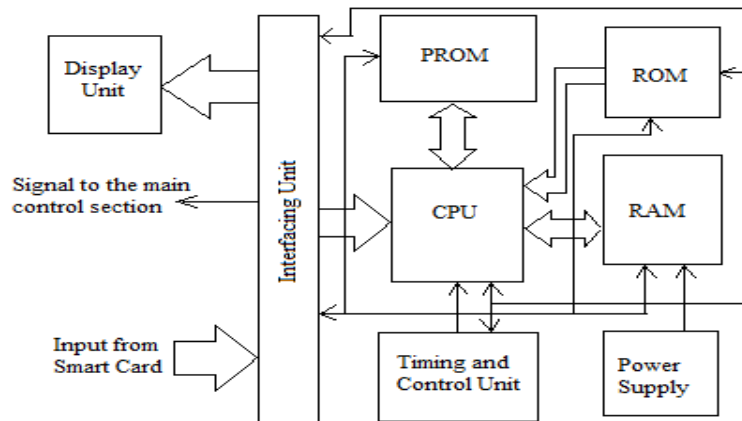 Display
Unit
PROM
ROM
Signal to the main
control section
Interfacing Unit
CPU
RAM
Input from
Smart Card
Timing and
Control Unit
Power
Supply